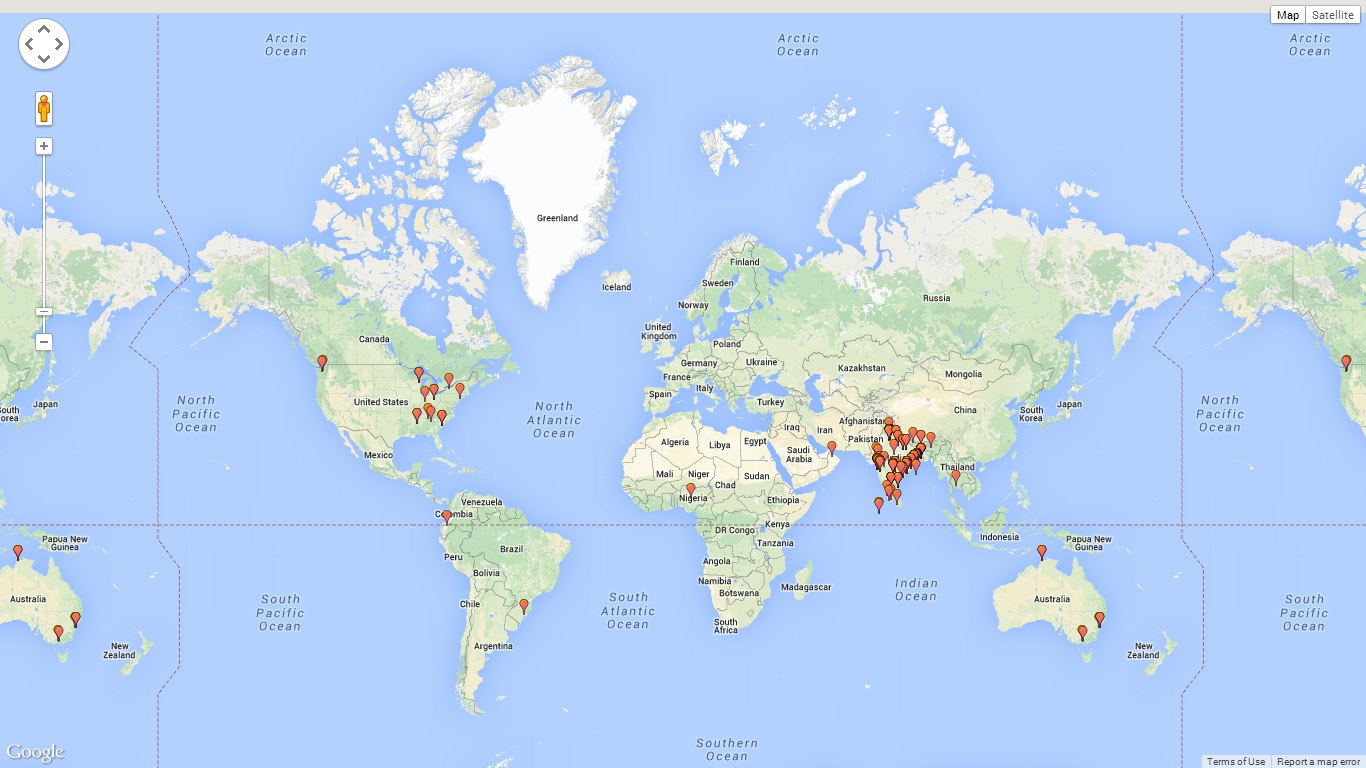 Map
Satellite
Arctic
Ocean
Arctic
Ocean
Arctic
Ocean
Greenland
Finland
Iceland
Sweden
Russia
Norway
United
Kingdom
Canada
Poland
Germany
Ukraine
Kazakhstan
Mongolia
France
Italy
Spain
United States
Turkey
Japan
South
Korea
Japan
China
North
Pacific
Ocean
North
Atlantic
Ocean
North
Pacific
Ocean
Afghanistan
Iraq
Iran
Pakistan
Algeria
Libya
Egypt
Saudi
Arabia
Mexico
Thailand
Mali
Niger
Sudan
Chad
Nigeria
Ethiopia
Venezuela
Colombia
Kenya
DR Congo
Indonesia
Papua New
Guinea
Papua New
Guinea
Tanzania
Brazil
Peru
Angola
Bolivia
Namibia
Botswana
Madagascar
Indian
Ocean
Australia
Australia
Chile
South
Pacific
Ocean
South
Atlantic
Ocean
South
Pacific
Ocean
South
Africa
Argentina
New
Zealand
New
Zealand
Southern
Ocean
Google
Terms of Use
Report a map error